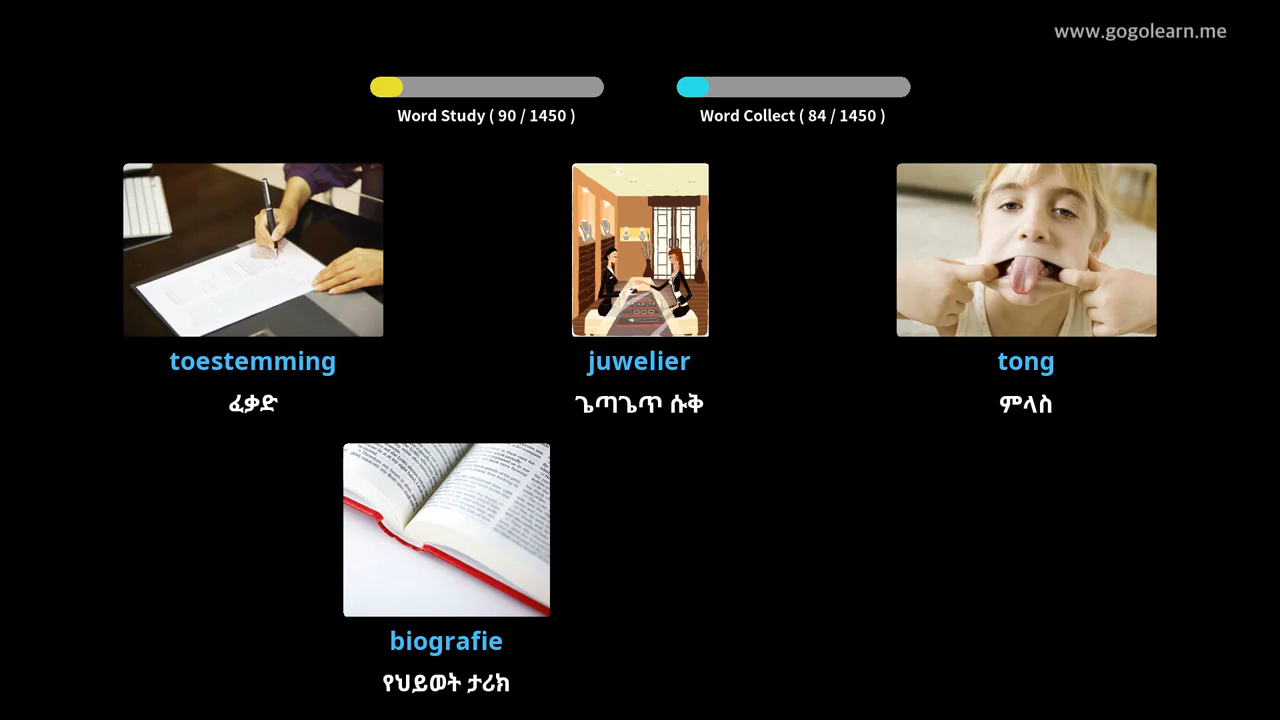 www.gogolearn.me
Word Study ( 90 / 1450 )
Word Collect ( 84 / 1450 )
toestemming
juwelier
tong
ፈቃድ
ጌጣጌጥ ሱቅ
ምላስ
biografie
የህይወት ታሪክ